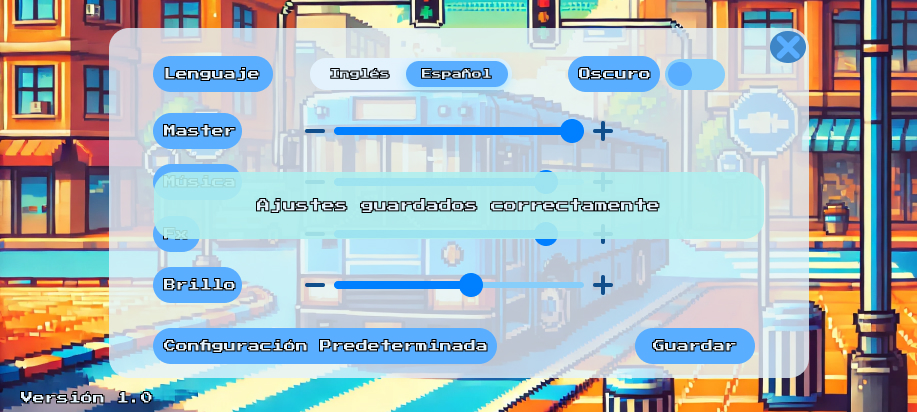 Lenguaje
Inglés
Español
Oscuro
Master
Música
Ajustes guardados correctamente
Fx
Brillo
Configuración Predeterminada
Guardar
Versión 1.0